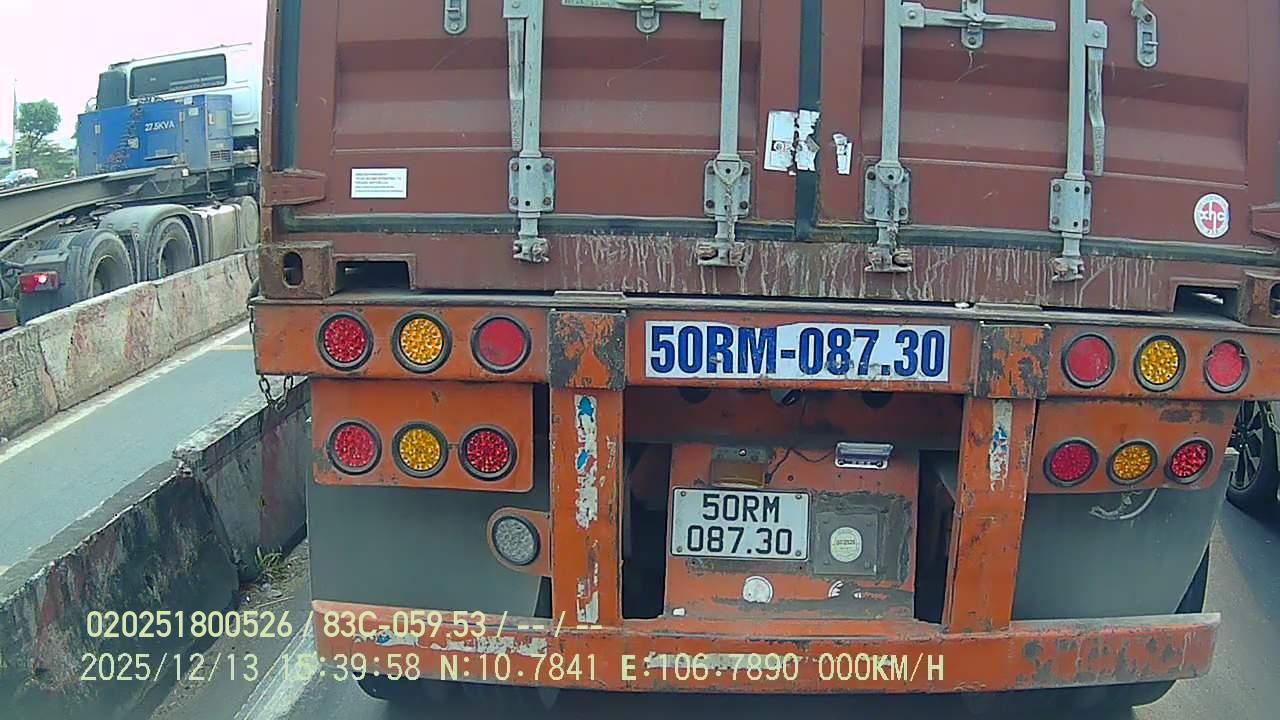 27.5KVA
50RM-087.30
50RM
087.30
020251800526 / 83C-059.53 / -- / --
2025/12/13 15:39:58 N:10.7841 E:106.7890 000KM/H